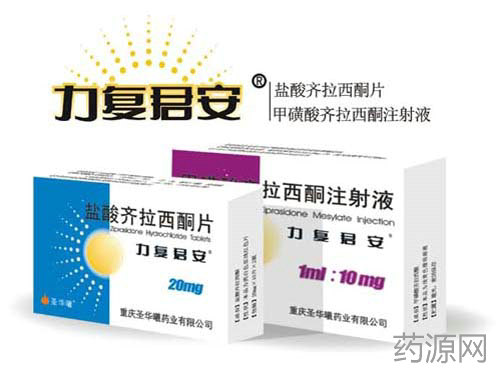 力复君安®
盐酸齐拉西酮片
甲磺酸齐拉西酮注射液
拉西酮注射液
Ziprasidone Mesylate Injection
力复君安
1ml:10mg
盐酸齐拉西酮片
Ziprasidone Hydrochloride Tablets
力复君安
20mg
圣华曦
重庆圣华曦药业有限公司
重庆圣华曦药业有限公司
药源网